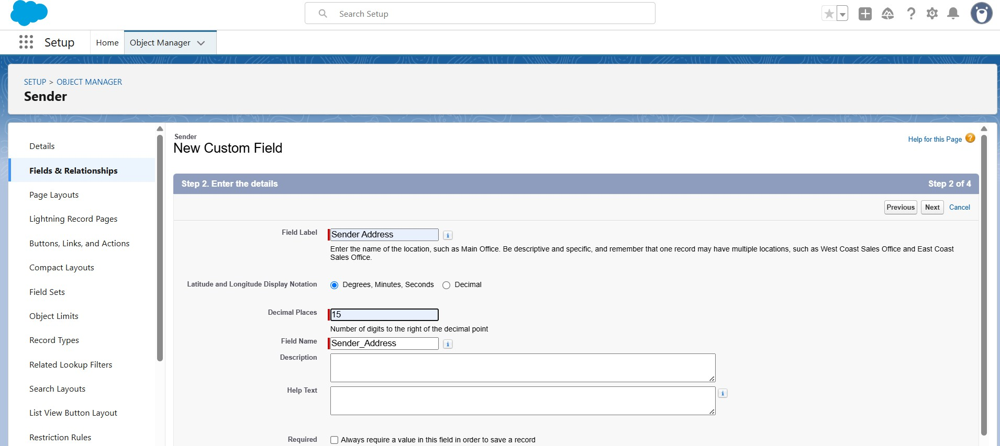 Search Setup
Setup
Home
Object Manager
SETUP > OBJECT MANAGER
Sender
Details
Fields & Relationships
Page Layouts
Lightning Record Pages
Buttons, Links, and Actions
Compact Layouts
Field Sets
Object Limits
Record Types
Related Lookup Filters
Search Layouts
List View Button Layout
Restriction Rules
Sender
New Custom Field
Help for this Page ?
Step 2. Enter the details
Step 2 of 4
Previous
Next
Cancel
Field Label
Sender Address
i
Enter the name of the location, such as Main Office. Be descriptive and specific, and remember that one record may have multiple locations, such as West Coast Sales Office and East Coast
Sales Office.
Latitude and Longitude Display Notation
Degrees, Minutes, Seconds
Decimal
Decimal Places
15
Number of digits to the right of the decimal point
Field Name
Sender_Address
i
Description
Help Text
i
Required
Always require a value in this field in order to save a record